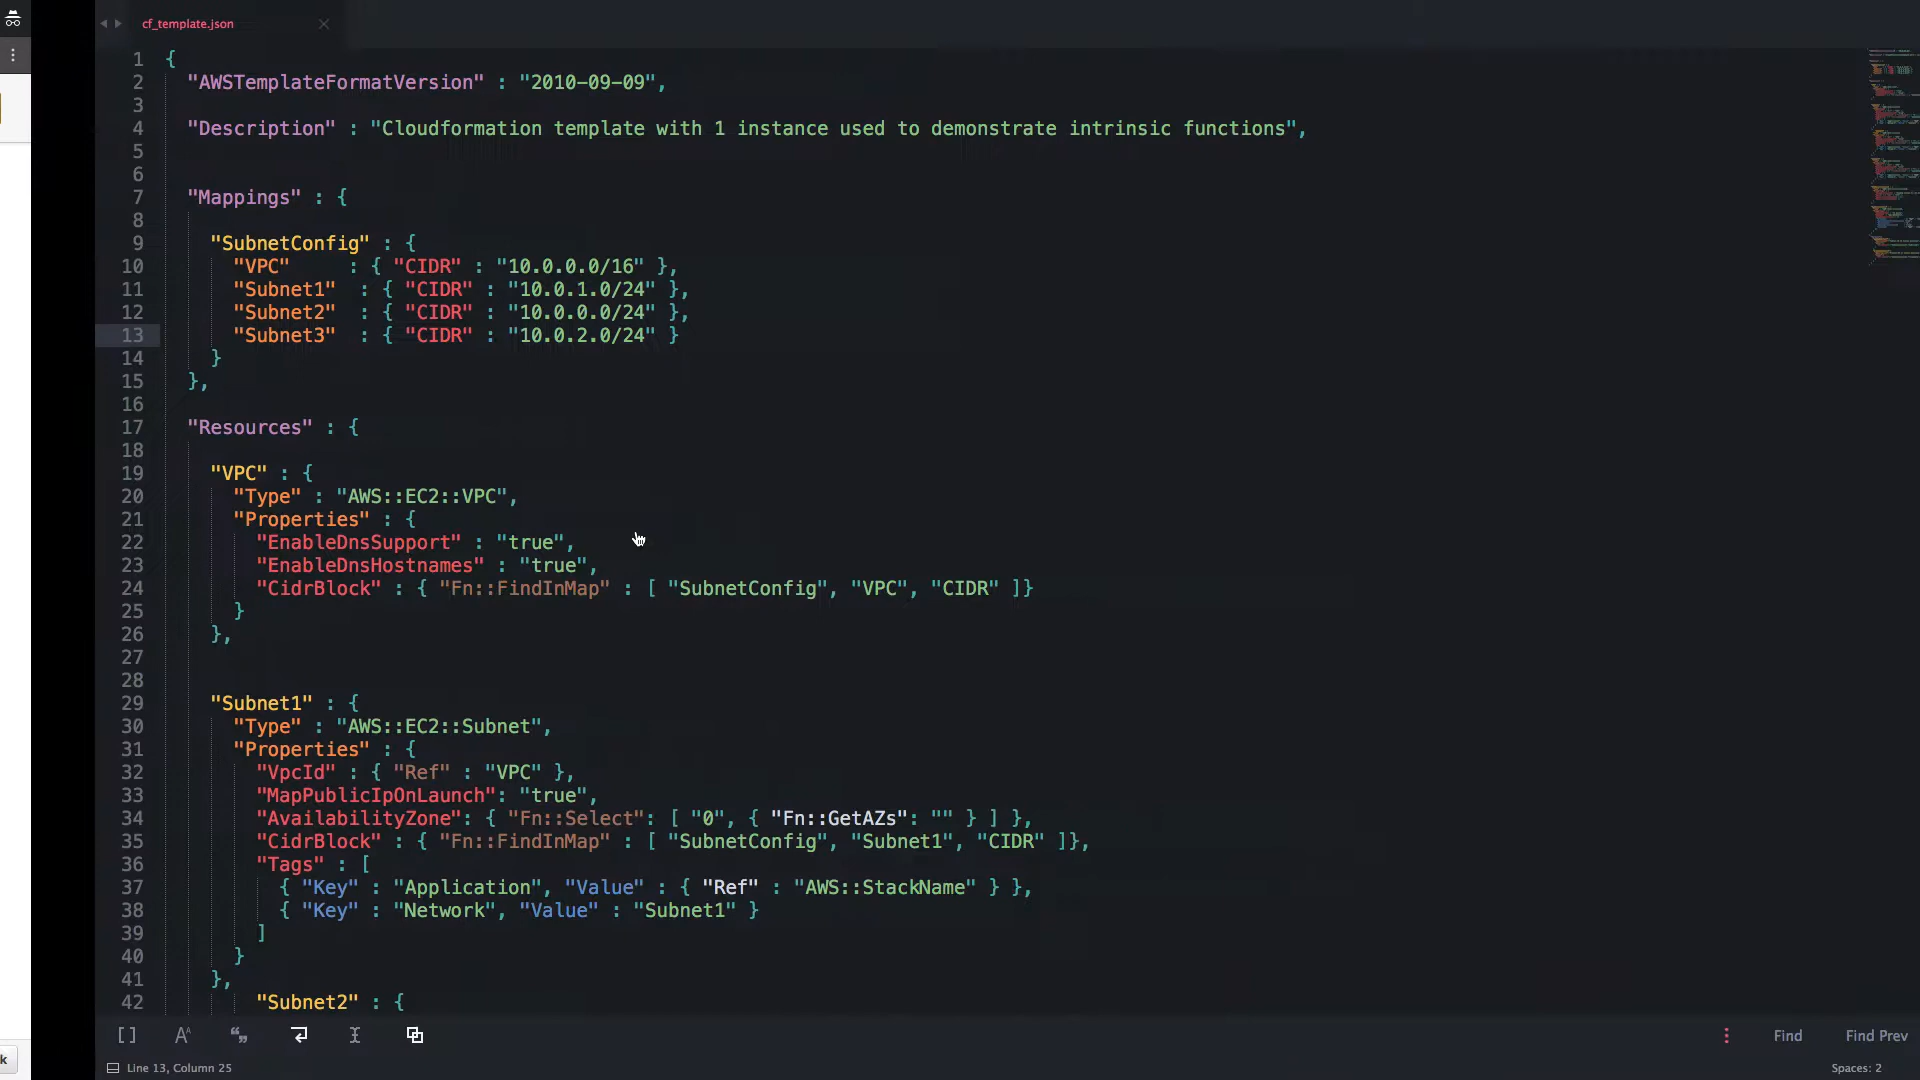 cf_template.json
1 {
2 "AWSTemplateFormatVersion" : "2010-09-09",
3
4 "Description" : "Cloudformation template with 1 instance used to demonstrate intrinsic functions",
5
6
7 "Mappings" : {
8
9 "SubnetConfig" : {
10 "VPC" : { "CIDR" : "10.0.0.0/16" },
11 "Subnet1" : { "CIDR" : "10.0.1.0/24" },
12 "Subnet2" : { "CIDR" : "10.0.0.0/24" },
13 "Subnet3" : { "CIDR" : "10.0.2.0/24" }
14 }
15 },
16
17 "Resources" : {
18
19 "VPC" : {
20 "Type" : "AWS::EC2::VPC",
21 "Properties" : {
22 "EnableDnsSupport" : "true",
23 "EnableDnsHostnames" : "true",
24 "CidrBlock" : { "Fn::FindInMap" : [ "SubnetConfig", "VPC", "CIDR" ]}
25 }
26 },
27
28
29 "Subnet1" : {
30 "Type" : "AWS::EC2::Subnet",
31 "Properties" : {
32 "VpcId" : { "Ref" : "VPC" },
33 "MapPublicIpOnLaunch": "true",
34 "AvailabilityZone": { "Fn::Select": [ "0", { "Fn::GetAZs": "" } ] },
35 "CidrBlock" : { "Fn::FindInMap" : [ "SubnetConfig", "Subnet1", "CIDR" ]},
36 "Tags" : [
37 { "Key" : "Application", "Value" : { "Ref" : "AWS::StackName" } },
38 { "Key" : "Network", "Value" : "Subnet1" }
39 ]
40 }
41 },
42 "Subnet2" : {
Find Find Prev
k
Line 13, Column 25 Spaces: 2